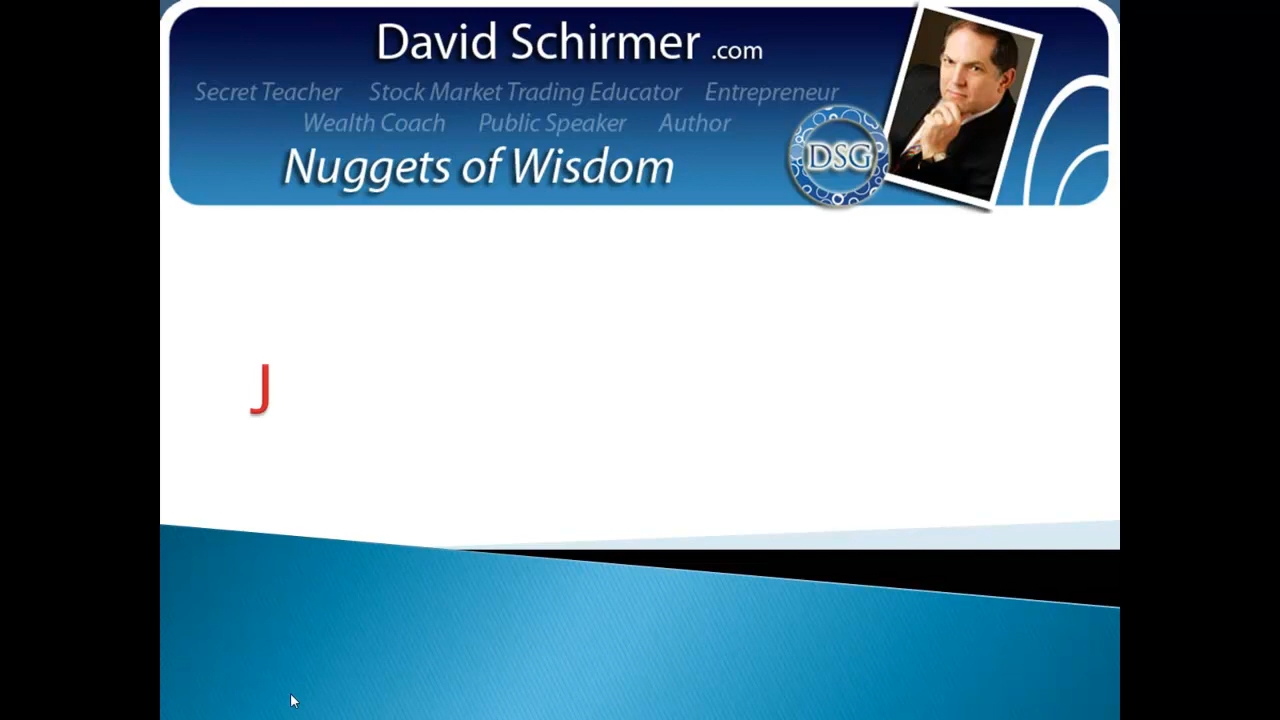 David Schirmer .com
Secret Teacher Stock Market Trading Educator Entrepreneur
Wealth Coach Public Speaker Author
Nuggets of Wisdom
DSG
J